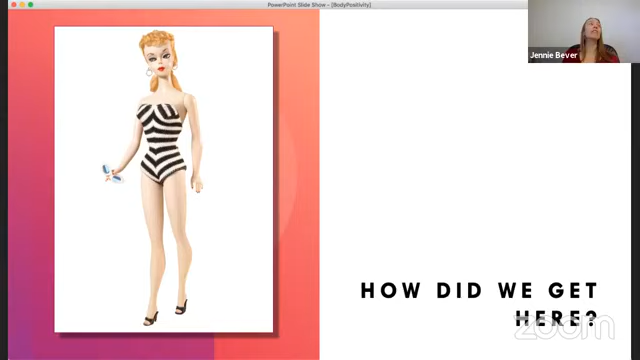 PowerPoint Slide Show - [BodyPositivity]
Jennie Bever
HOW DID WE GET
HERE?
zoom